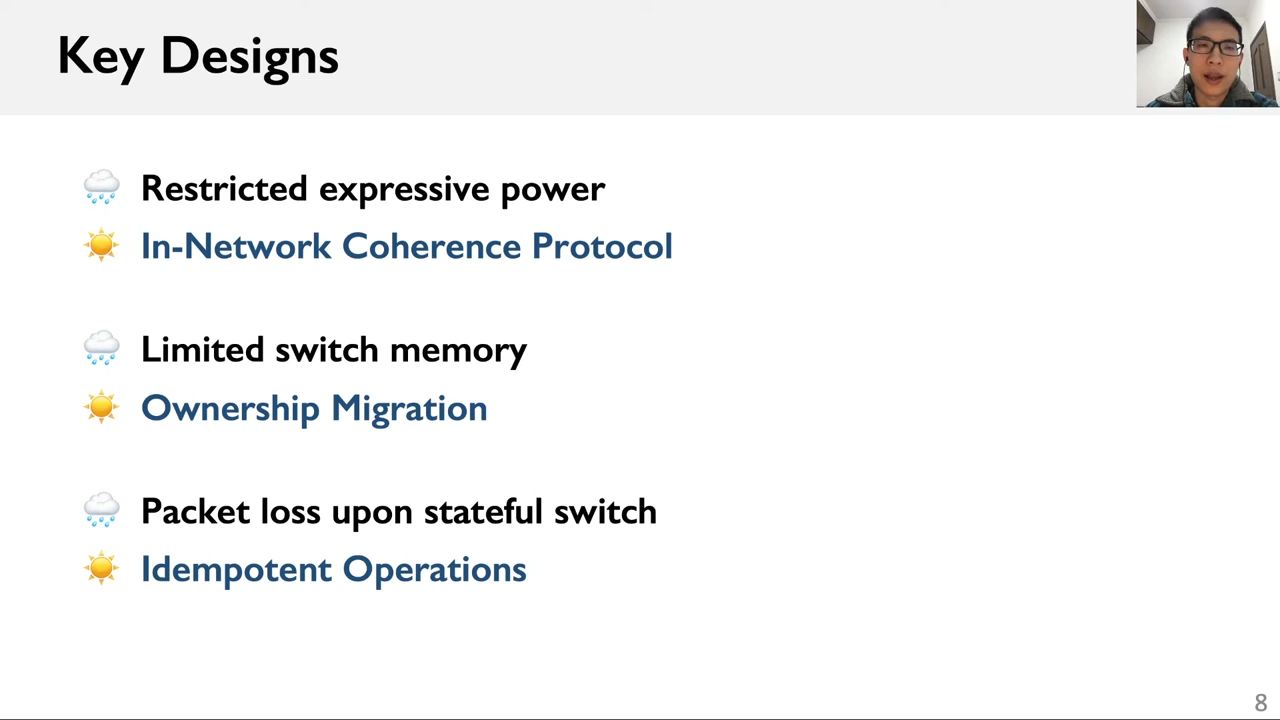 Key Designs
Restricted expressive power
In-Network Coherence Protocol
Limited switch memory
Ownership Migration
Packet loss upon stateful switch
Idempotent Operations
8